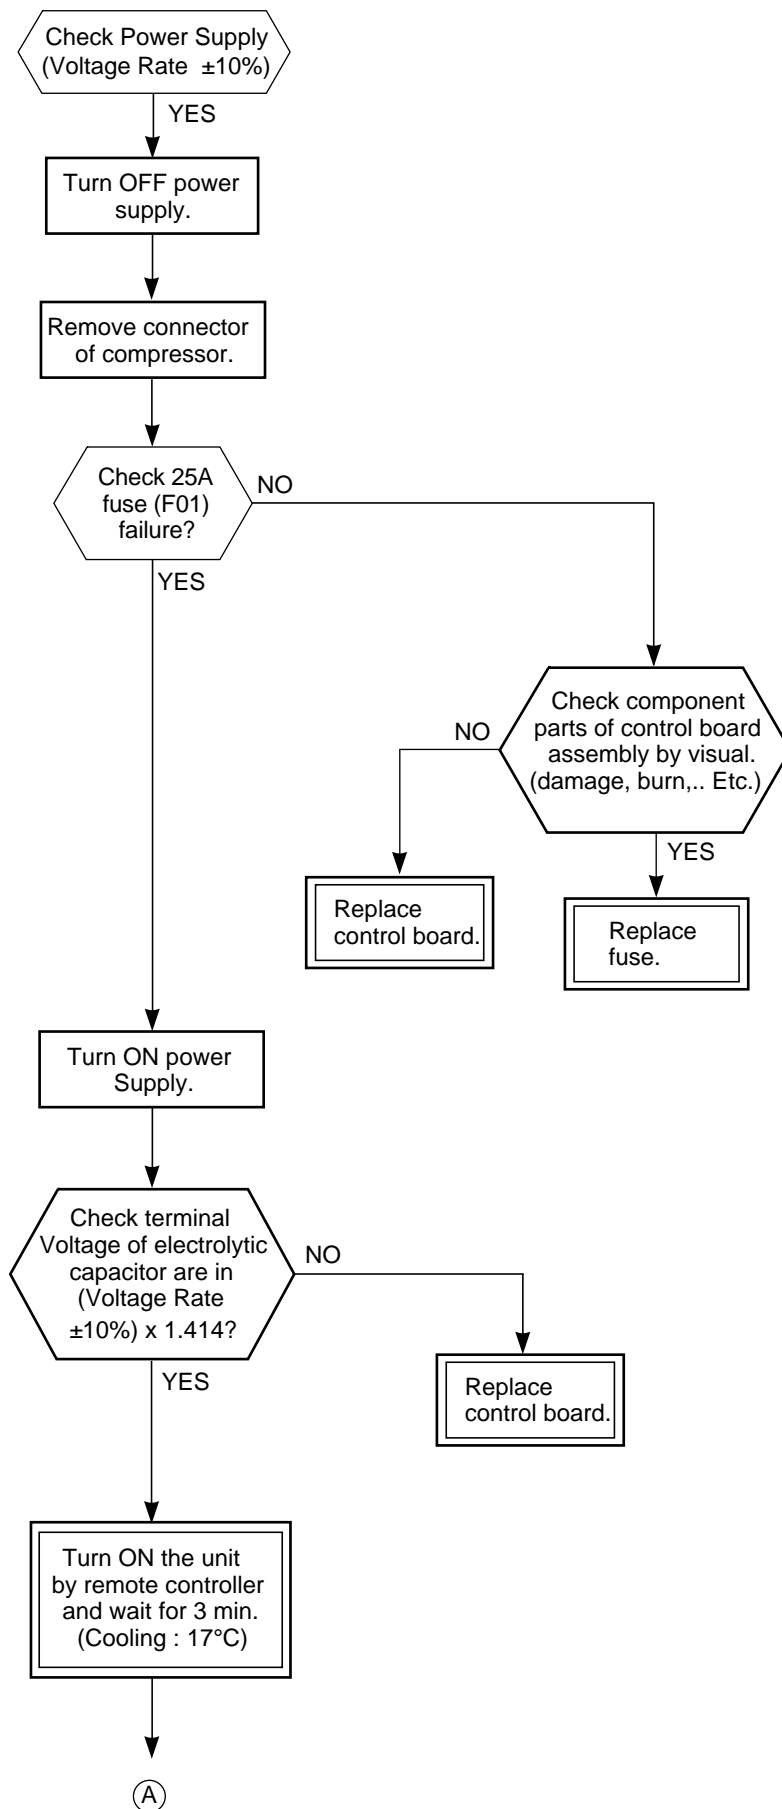 Check Power Supply
(Voltage Rate ±10%)
YES
Turn OFF power
supply.
Remove connector
of compressor.
Check 25A
fuse (F01)
failure?
NO
YES
Check component
parts of control board
assembly by visual.
(damage, burn,.. Etc.)
NO
YES
Replace
control board.
Replace
fuse.
Turn ON power
Supply.
Check terminal
Voltage of electrolytic
capacitor are in
(Voltage Rate
±10%) x 1.414?
NO
YES
Replace
control board.
Turn ON the unit
by remote controller
and wait for 3 min.
(Cooling : 17°C)
A